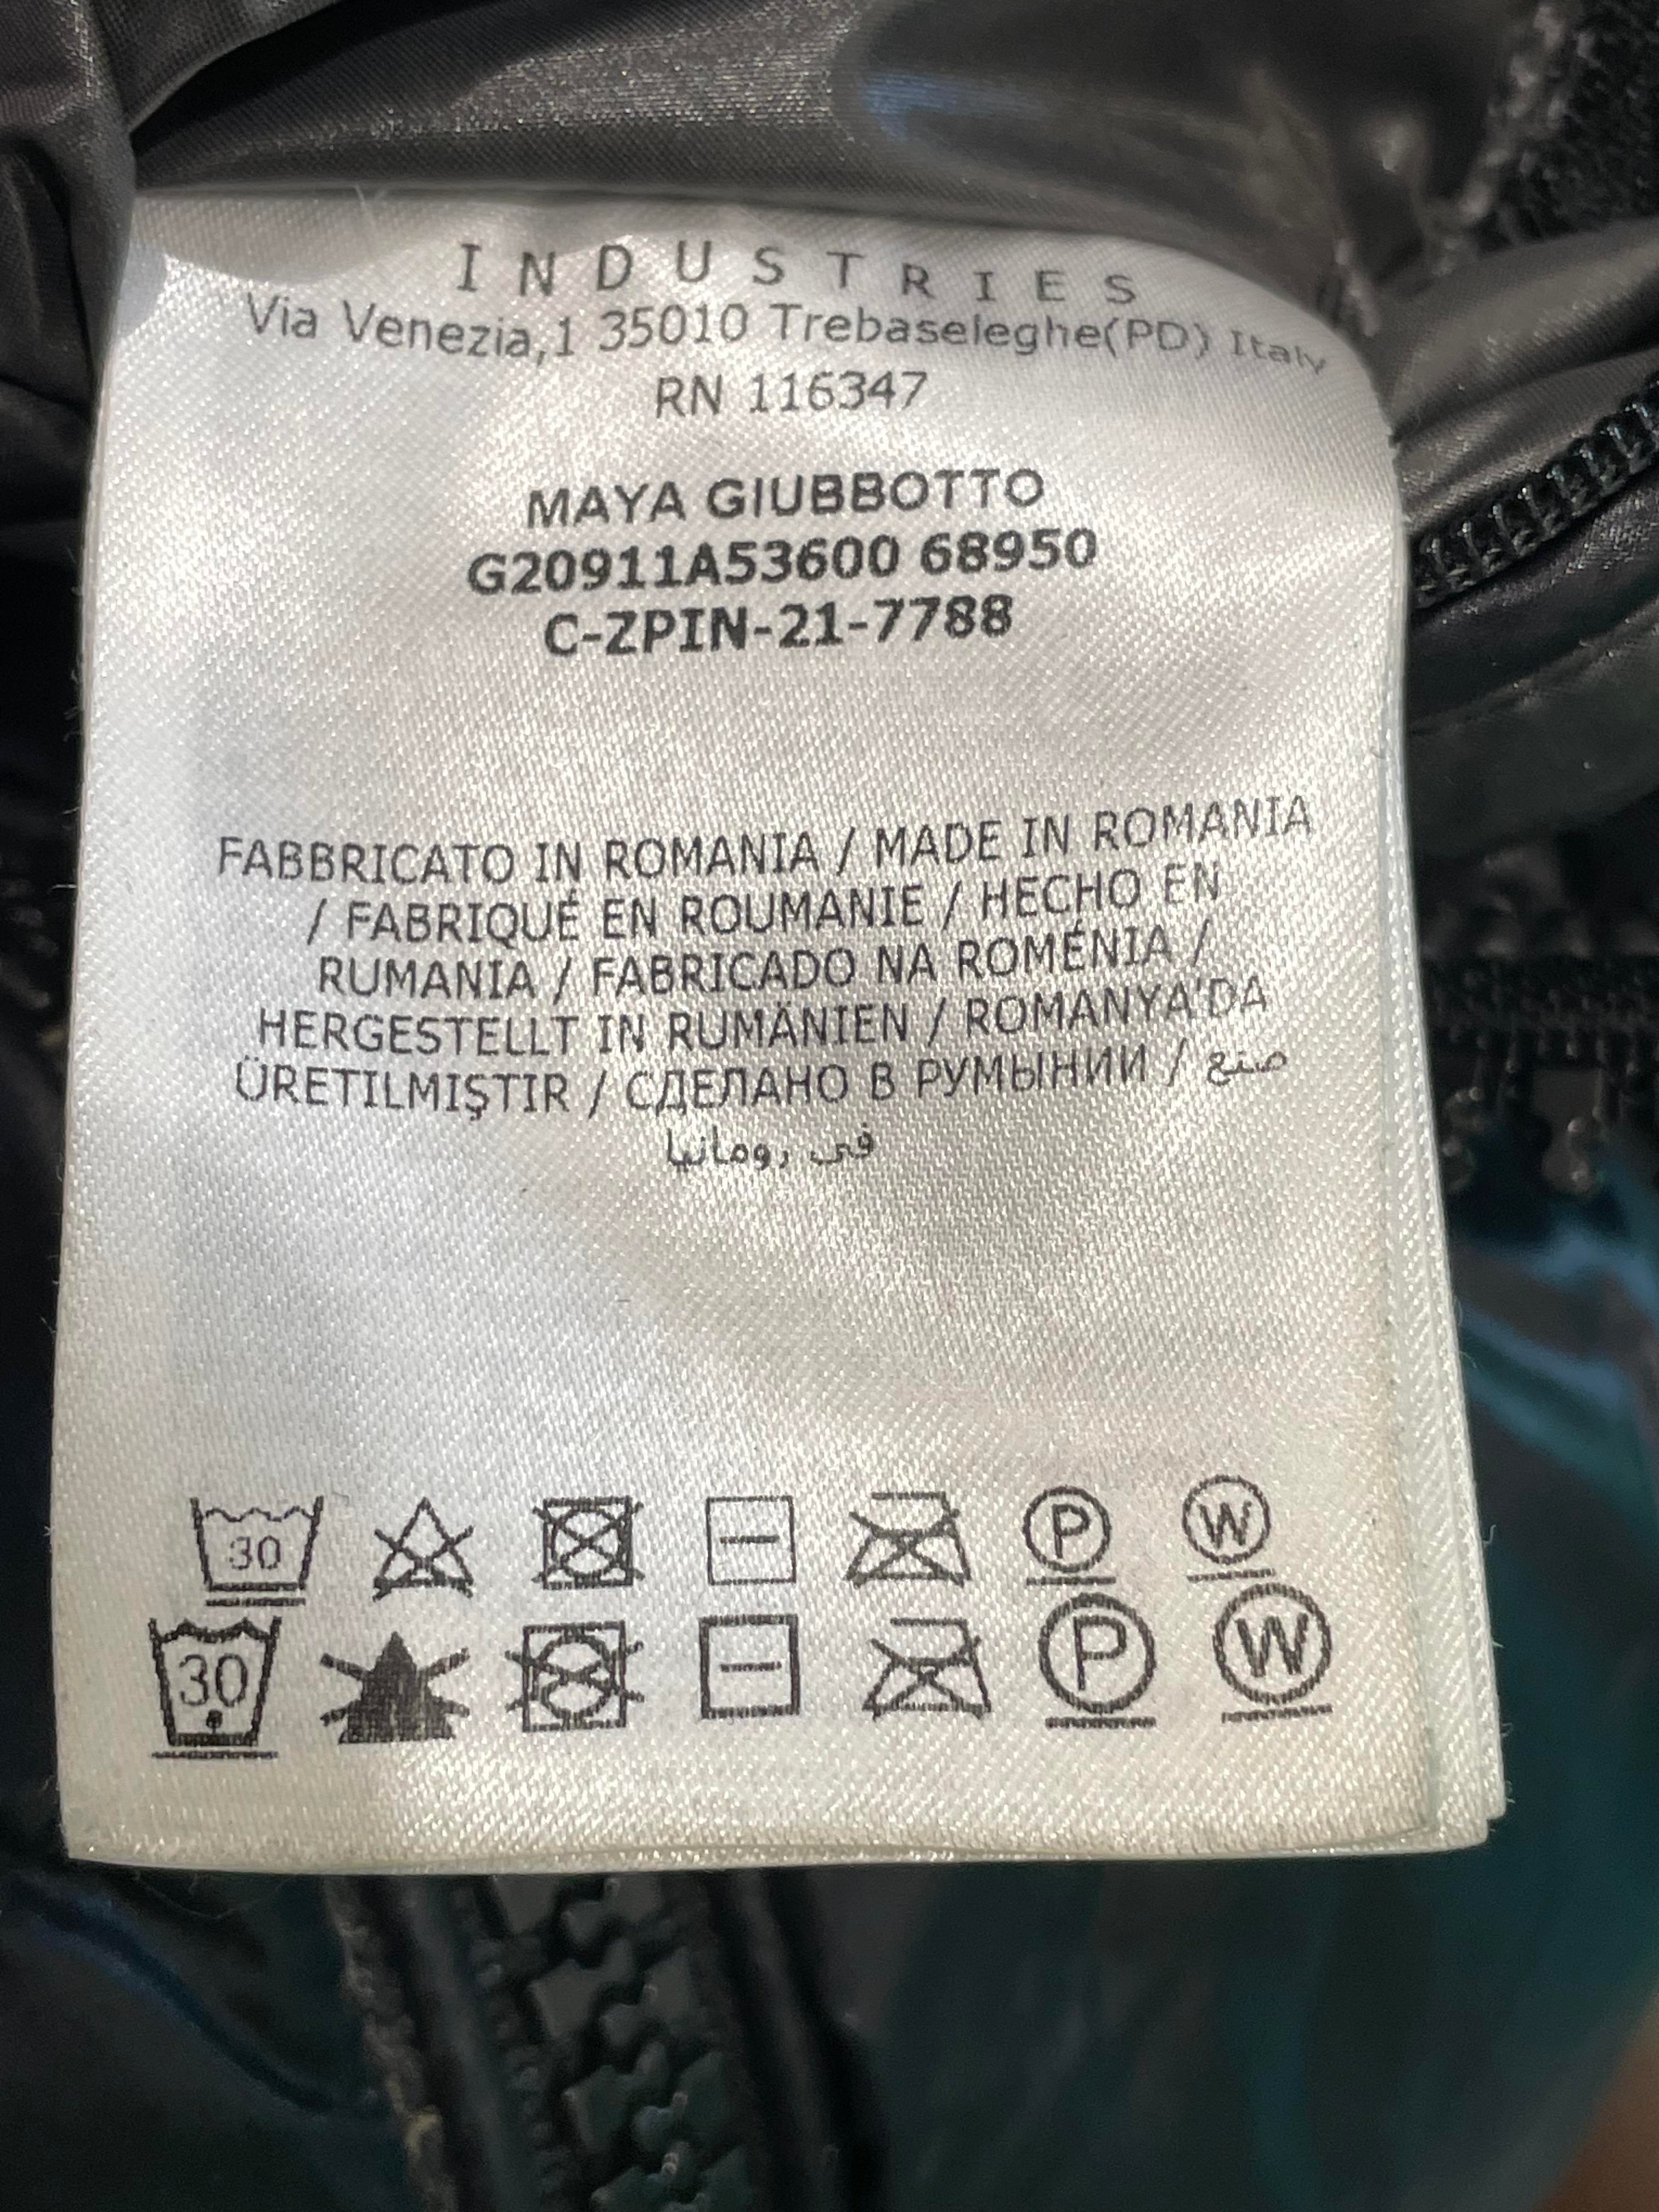 INDUSTRIES
Via Venezia,1 35010 Trebaseleghe(PD) Italy
RN 116347
MAYA GIUBBOTTO
G20911A53600 68950
C-ZPIN-21-7788
FABBRICATO IN ROMANIA / MADE IN ROMANIA
/ FABRIQUÉ EN ROUMANIE / HECHO EN
RUMANIA / FABRICADO NA ROMÉNIA /
HERGESTELLT IN RUMÄNIEN / ROMANYA'DA
ÜRETILMIŞTIR / СДЕЛАНО В РУМЫНИИ / صنع
في رومانيا
30 P W
30 P W